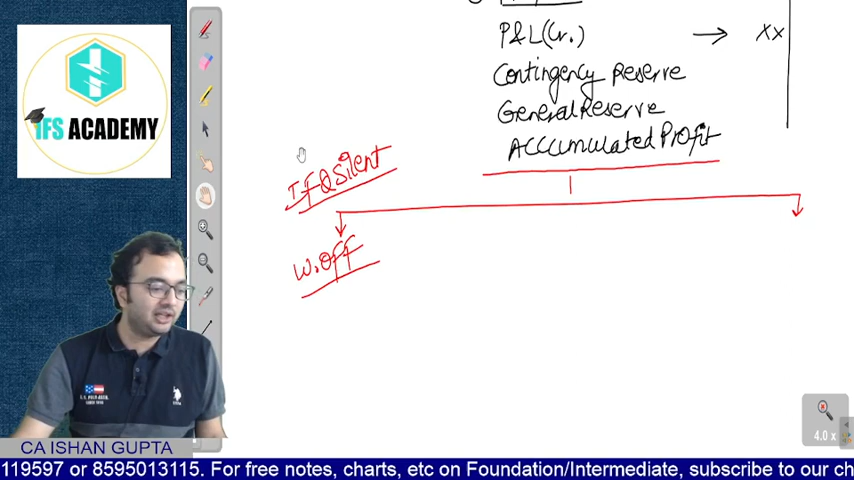 P&L (Cr.) → xx
Contingency Reserve
General Reserve
ACCCumulated Profit
IFS ACADEMY
If Q Silent
W.OFF
CA ISHAN GUPTA
4.0 x
119597 or 8595013115. For free notes, charts, etc on Foundation/Intermediate, subscribe to our ch